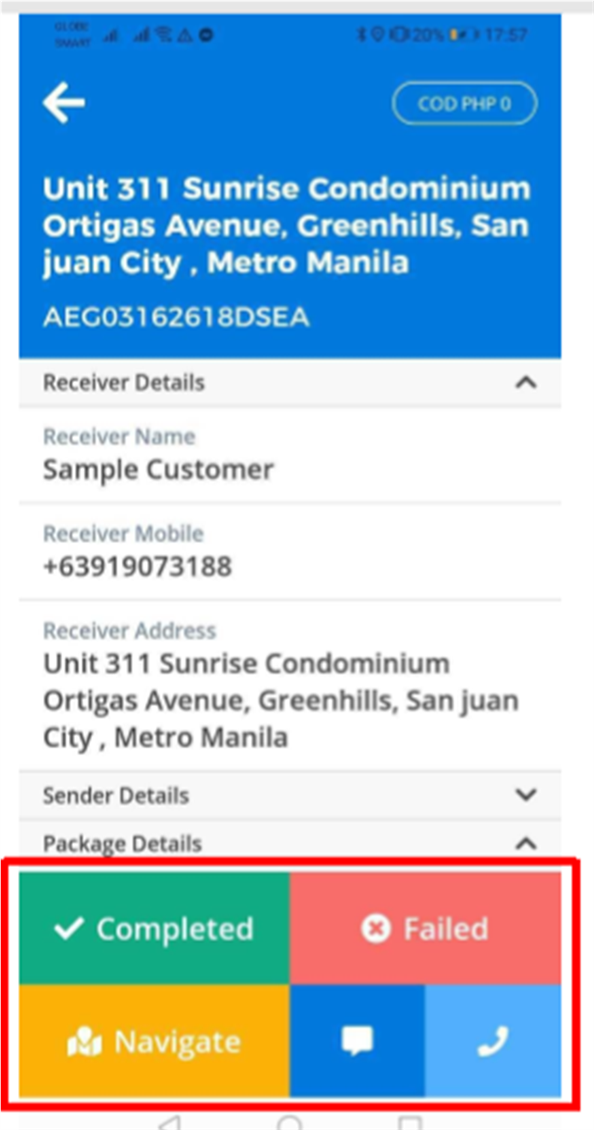 GLOBE
SMART
20% 17:57
COD PHP 0
Unit 311 Sunrise Condominium
Ortigas Avenue, Greenhills, San
juan City , Metro Manila
AEG03162618DSEA
Receiver Details
Receiver Name
Sample Customer
Receiver Mobile
+63919073188
Receiver Address
Unit 311 Sunrise Condominium
Ortigas Avenue, Greenhills, San juan
City , Metro Manila
Sender Details
Package Details
Completed
Failed
Navigate